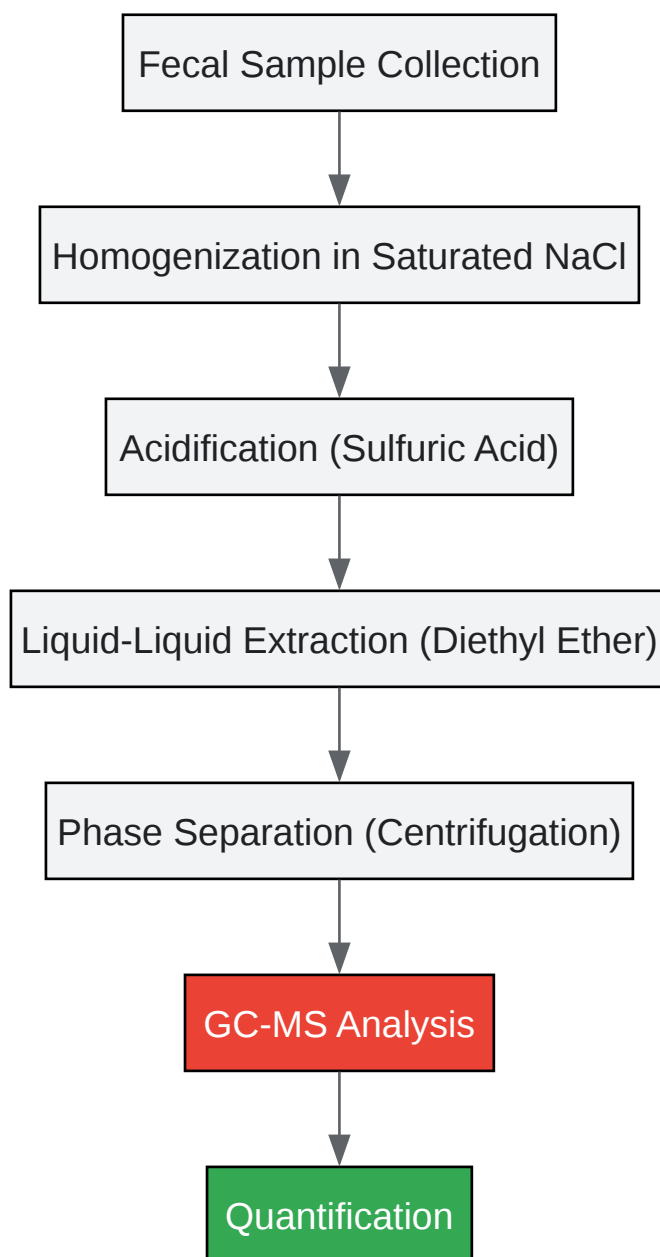 Fecal Sample Collection
Homogenization in Saturated NaCl
Acidification (Sulfuric Acid)
Liquid-Liquid Extraction (Diethyl Ether)
Phase Separation (Centrifugation)
GC-MS Analysis
Quantification